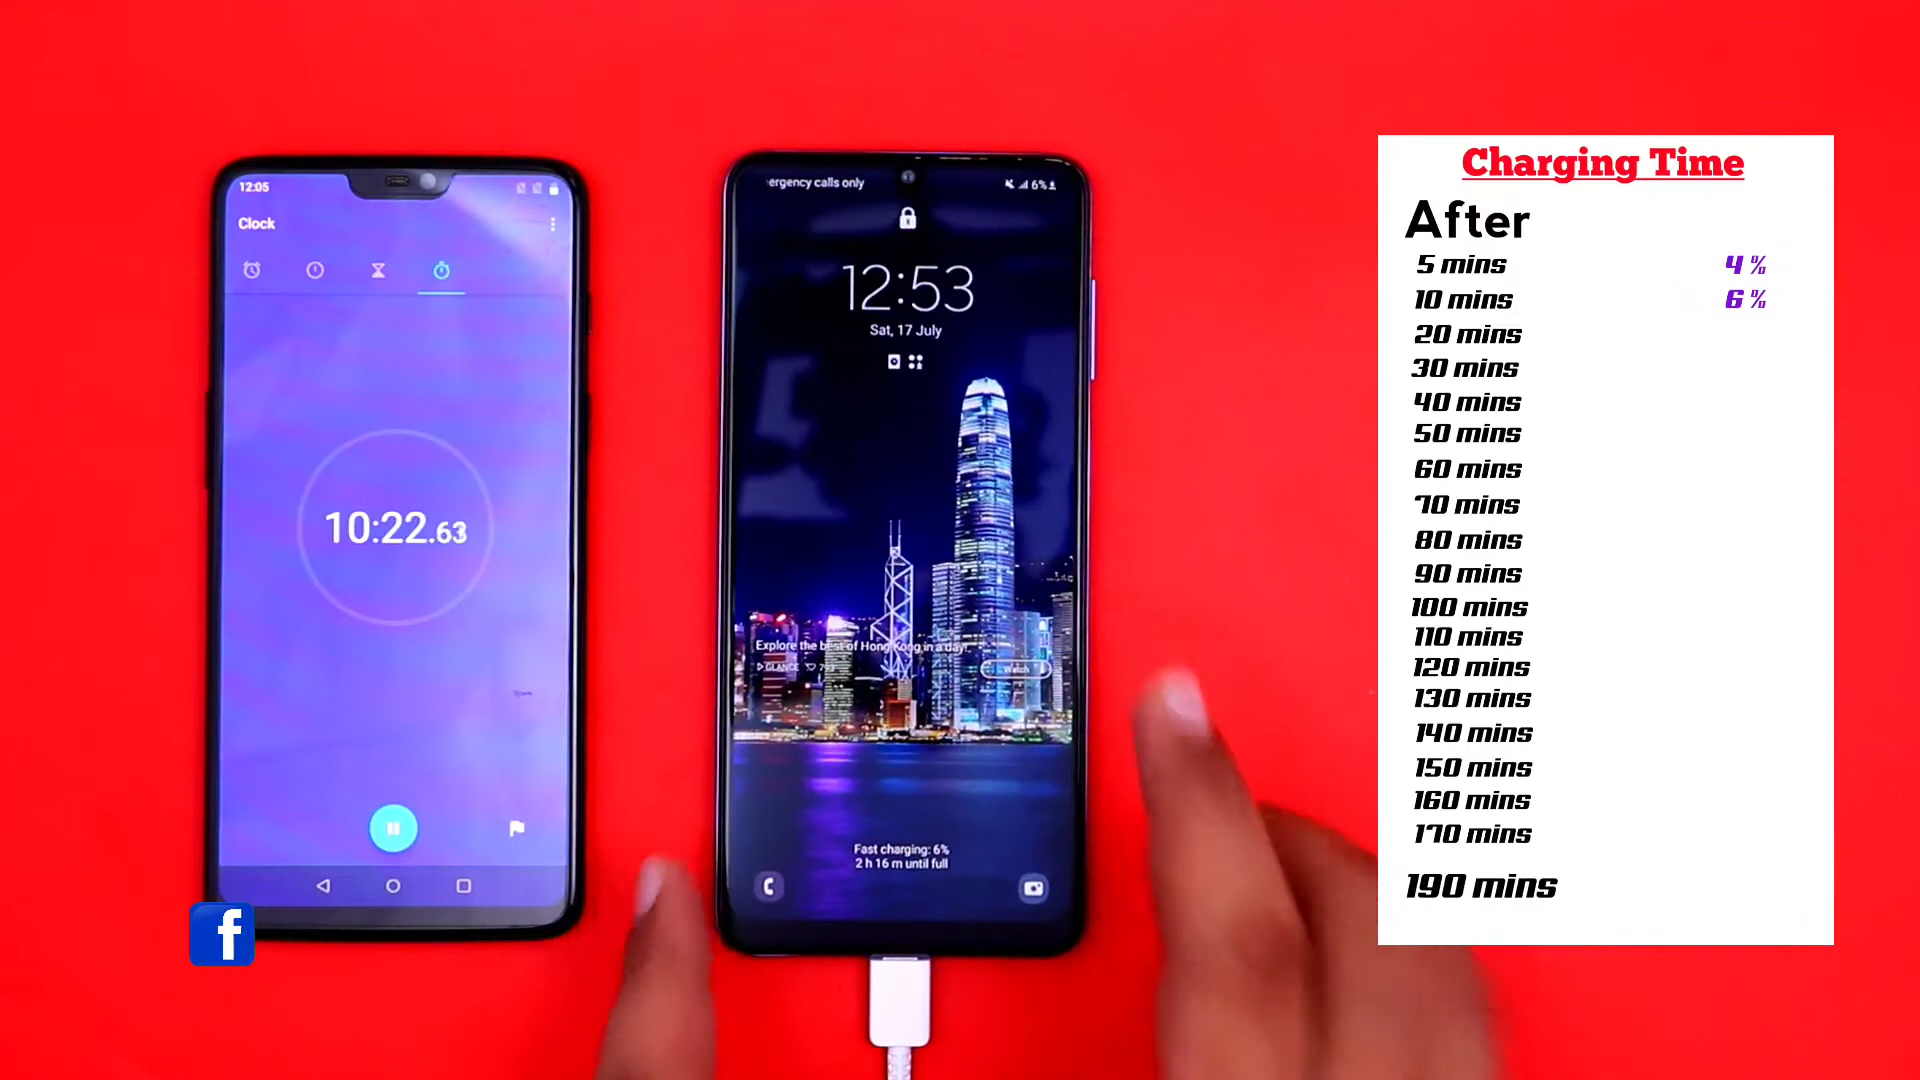 12:05
Clock
10:22.63
ergency calls only
6%
12:53
Sat, 17 July
Explore the best of Hong Kong in a day!
GLANCE
Watch
Fast charging: 6%
2 h 16 m until full
f
Charging Time
After
5 mins 4 %
10 mins 6 %
20 mins
30 mins
40 mins
50 mins
60 mins
70 mins
80 mins
90 mins
100 mins
110 mins
120 mins
130 mins
140 mins
150 mins
160 mins
170 mins
190 mins